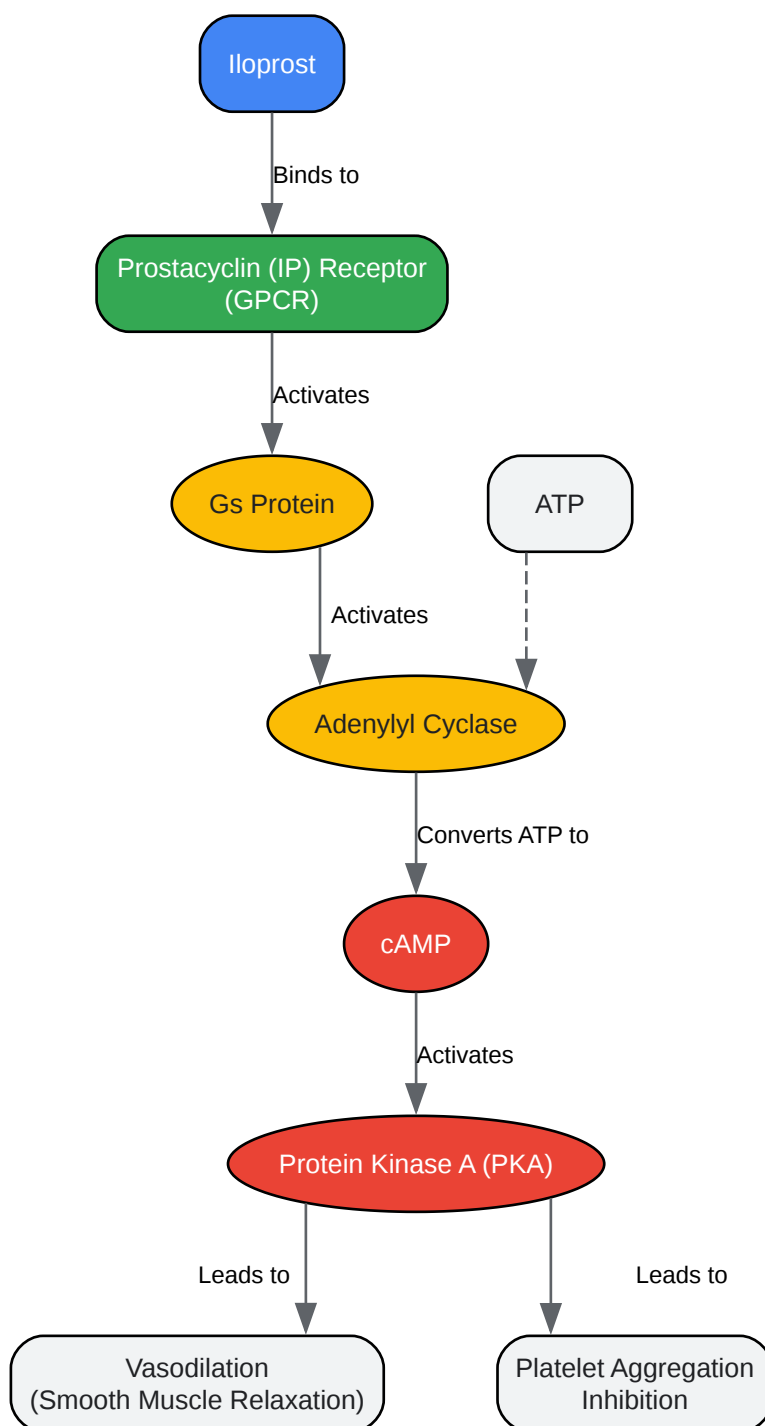 Iloprost
Binds to
Prostacyclin (IP) Receptor
(GPCR)
Activates
Gs Protein
ATP
Activates
Adenylyl Cyclase
Converts ATP to
cAMP
Activates
Protein Kinase A (PKA)
Leads to
Leads to
Vasodilation
(Smooth Muscle Relaxation)
Platelet Aggregation
Inhibition